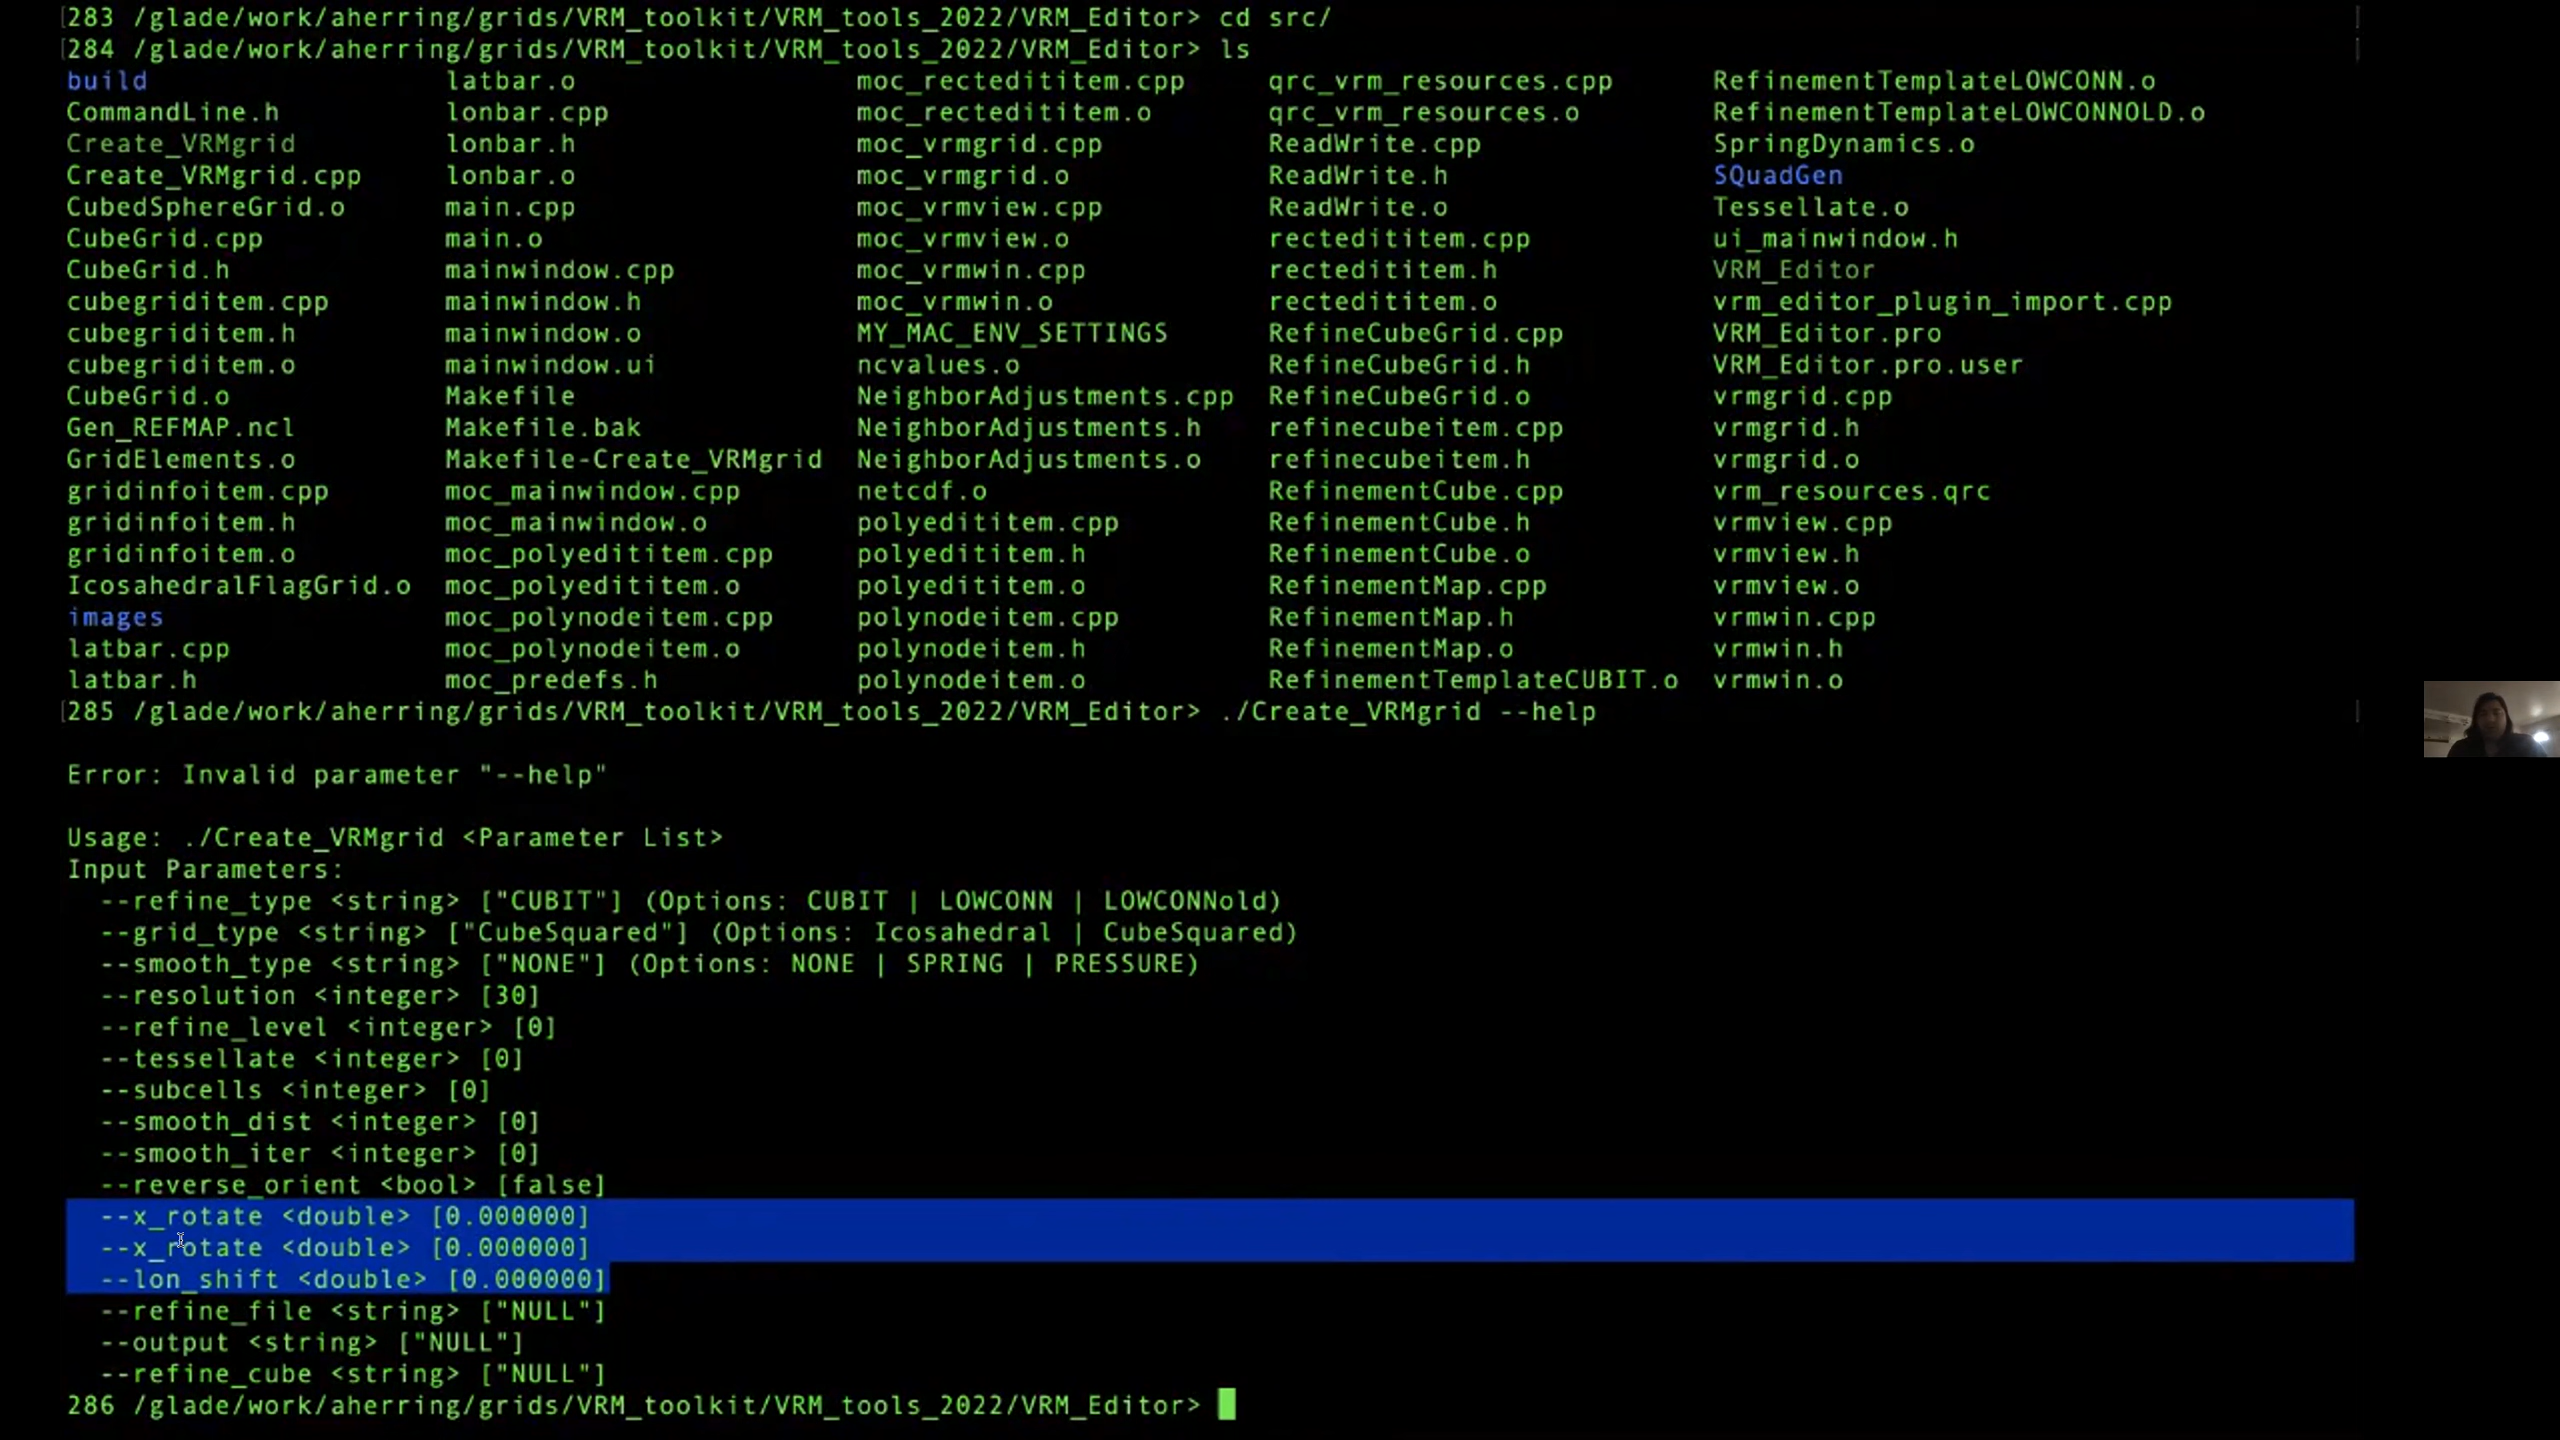 283 /glade/work/aherring/grids/VRM_toolkit/VRM_tools_2022/VRM_Editor> cd src/
284 /glade/work/aherring/grids/VRM_toolkit/VRM_tools_2022/VRM_Editor> ls
build latbar.o moc_rectedititem.cpp qrc_vrm_resources.cpp RefinementTemplateLOWCONN.o
CommandLine.h lonbar.cpp moc_rectedititem.o qrc_vrm_resources.o RefinementTemplateLOWCONNOLD.o
Create_VRMgrid lonbar.h moc_vrmgrid.cpp ReadWrite.cpp SpringDynamics.o
Create_VRMgrid.cpp lonbar.o moc_vrmgrid.o ReadWrite.h SQuadGen
CubedSphereGrid.o main.cpp moc_vrmview.cpp ReadWrite.o Tessellate.o
CubeGrid.cpp main.o moc_vrmview.o rectedititem.cpp ui_mainwindow.h
CubeGrid.h mainwindow.cpp moc_vrmwin.cpp rectedititem.h VRM_Editor
cubegriditem.cpp mainwindow.h moc_vrmwin.o rectedititem.o vrm_editor_plugin_import.cpp
cubegriditem.h mainwindow.o MY_MAC_ENV_SETTINGS RefineCubeGrid.cpp VRM_Editor.pro
cubegriditem.o mainwindow.ui ncvalues.o RefineCubeGrid.h VRM_Editor.pro.user
CubeGrid.o Makefile NeighborAdjustments.cpp RefineCubeGrid.o vrmgrid.cpp
Gen_REFMAP.ncl Makefile.bak NeighborAdjustments.h refinecubeitem.cpp vrmgrid.h
GridElements.o Makefile-Create_VRMgrid NeighborAdjustments.o refinecubeitem.h vrmgrid.o
gridinfoitem.cpp moc_mainwindow.cpp netcdf.o RefinementCube.cpp vrm_resources.qrc
gridinfoitem.h moc_mainwindow.o polyedititem.cpp RefinementCube.h vrmview.cpp
gridinfoitem.o moc_polyedititem.cpp polyedititem.h RefinementCube.o vrmview.h
IcosahedralFlagGrid.o moc_polyedititem.o polyedititem.o RefinementMap.cpp vrmview.o
images moc_polynodeitem.cpp polynodeitem.cpp RefinementMap.h vrmwin.cpp
latbar.cpp moc_polynodeitem.o polynodeitem.h RefinementMap.o vrmwin.h
latbar.h moc_predefs.h polynodeitem.o RefinementTemplateCUBIT.o vrmwin.o
285 /glade/work/aherring/grids/VRM_toolkit/VRM_tools_2022/VRM_Editor> ./Create_VRMgrid --help
Error: Invalid parameter "--help"
Usage: ./Create_VRMgrid <Parameter List>
Input Parameters:
--refine_type <string> ["CUBIT"] (Options: CUBIT | LOWCONN | LOWCONNold)
--grid_type <string> ["CubeSquared"] (Options: Icosahedral | CubeSquared)
--smooth_type <string> ["NONE"] (Options: NONE | SPRING | PRESSURE)
--resolution <integer> [30]
--refine_level <integer> [0]
--tessellate <integer> [0]
--subcells <integer> [0]
--smooth_dist <integer> [0]
--smooth_iter <integer> [0]
--reverse_orient <bool> [false]
--x_rotate <double> [0.000000]
--x_rotate <double> [0.000000]
--lon_shift <double> [0.000000]
--refine_file <string> ["NULL"]
--output <string> ["NULL"]
--refine_cube <string> ["NULL"]
286 /glade/work/aherring/grids/VRM_toolkit/VRM_tools_2022/VRM_Editor>